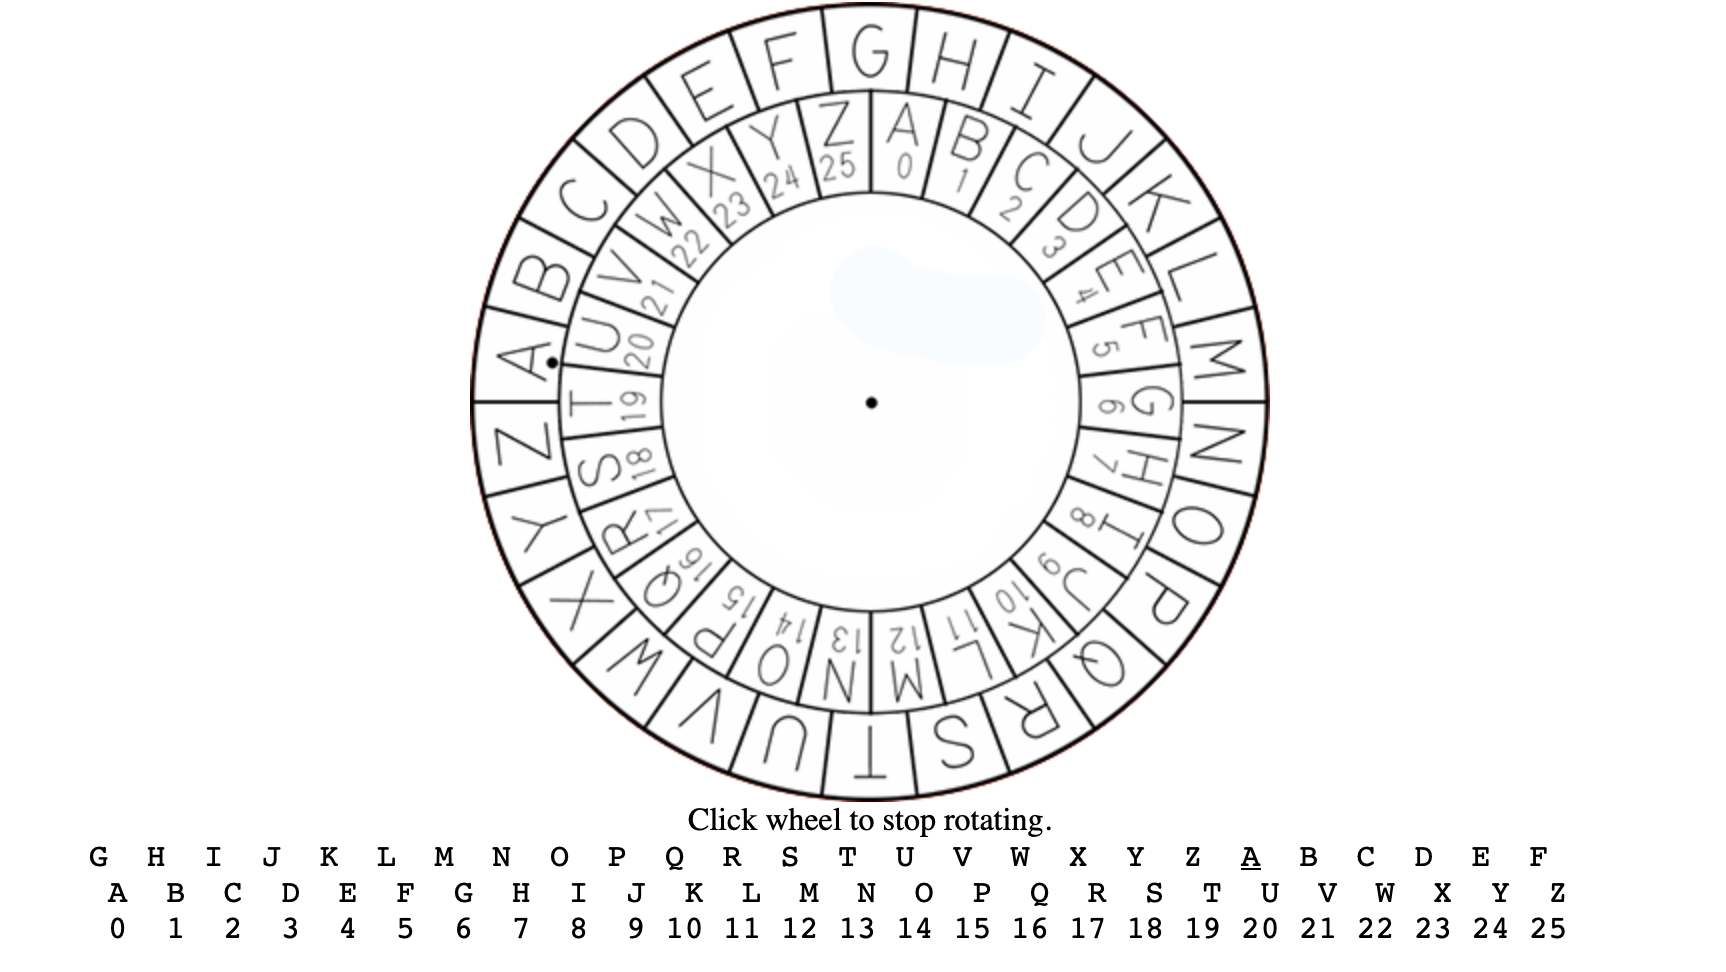 G H I J K L M N O P Q R S T U V W X Y Z A B C D E F
A 0 B 1 C 2 D 3 E 4 F 5 G 6 H 7 I 8 J 9 K 10 L 11 M 12 N 13 O 14 P 15 Q 16 R 17 S 18 T 19 U 20 V 21 W 22 X 23 Y 24 Z 25
Click wheel to stop rotating.
G H I J K L M N O P Q R S T U V W X Y Z A B C D E F
A B C D E F G H I J K L M N O P Q R S T U V W X Y Z
0 1 2 3 4 5 6 7 8 9 10 11 12 13 14 15 16 17 18 19 20 21 22 23 24 25